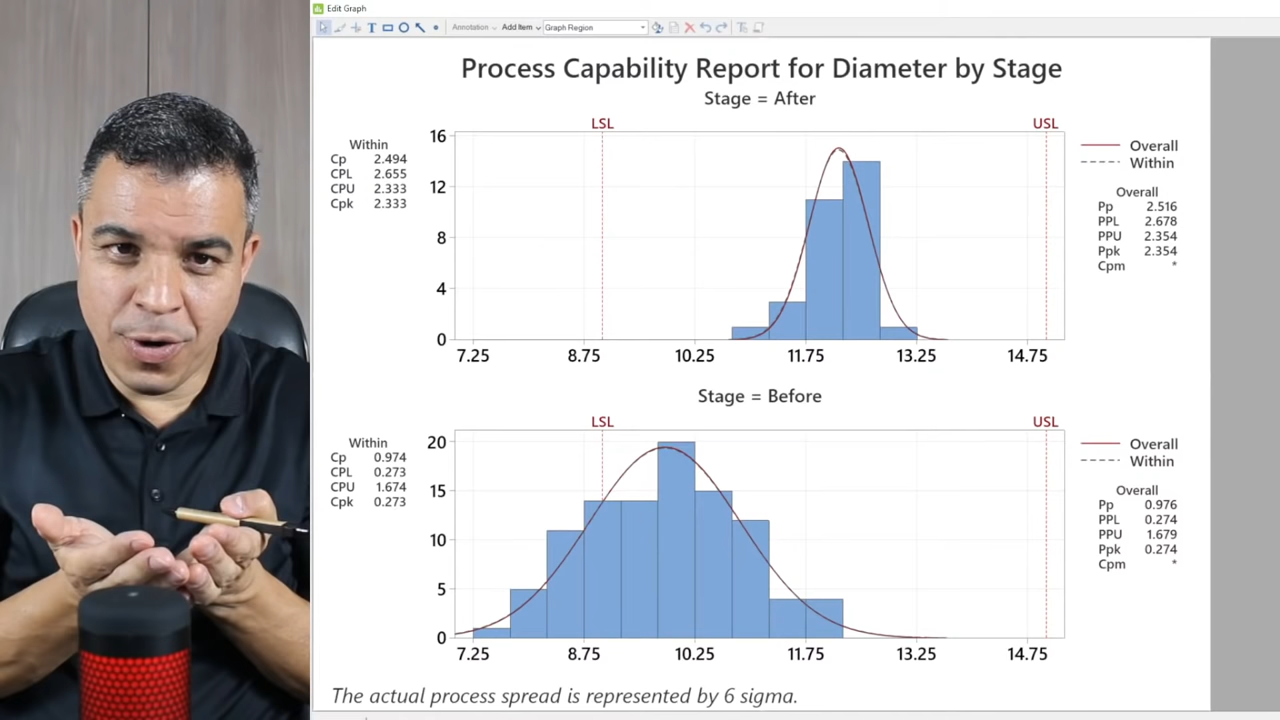 Edit Graph
T Annotation Add Item Graph Region
Process Capability Report for Diameter by Stage
Stage = After
LSL USL
Within
Cp 2.494
CPL 2.655
CPU 2.333
Cpk 2.333
16
12
8
4
0
7.25 8.75 10.25 11.75 13.25 14.75
Overall
Within
Overall
Pp 2.516
PPL 2.678
PPU 2.354
Ppk 2.354
Cpm *
Stage = Before
LSL USL
Within
Cp 0.974
CPL 0.273
CPU 1.674
Cpk 0.273
20
15
10
5
0
7.25 8.75 10.25 11.75 13.25 14.75
Overall
Within
Overall
Pp 0.976
PPL 0.274
PPU 1.679
Ppk 0.274
Cpm *
The actual process spread is represented by 6 sigma.